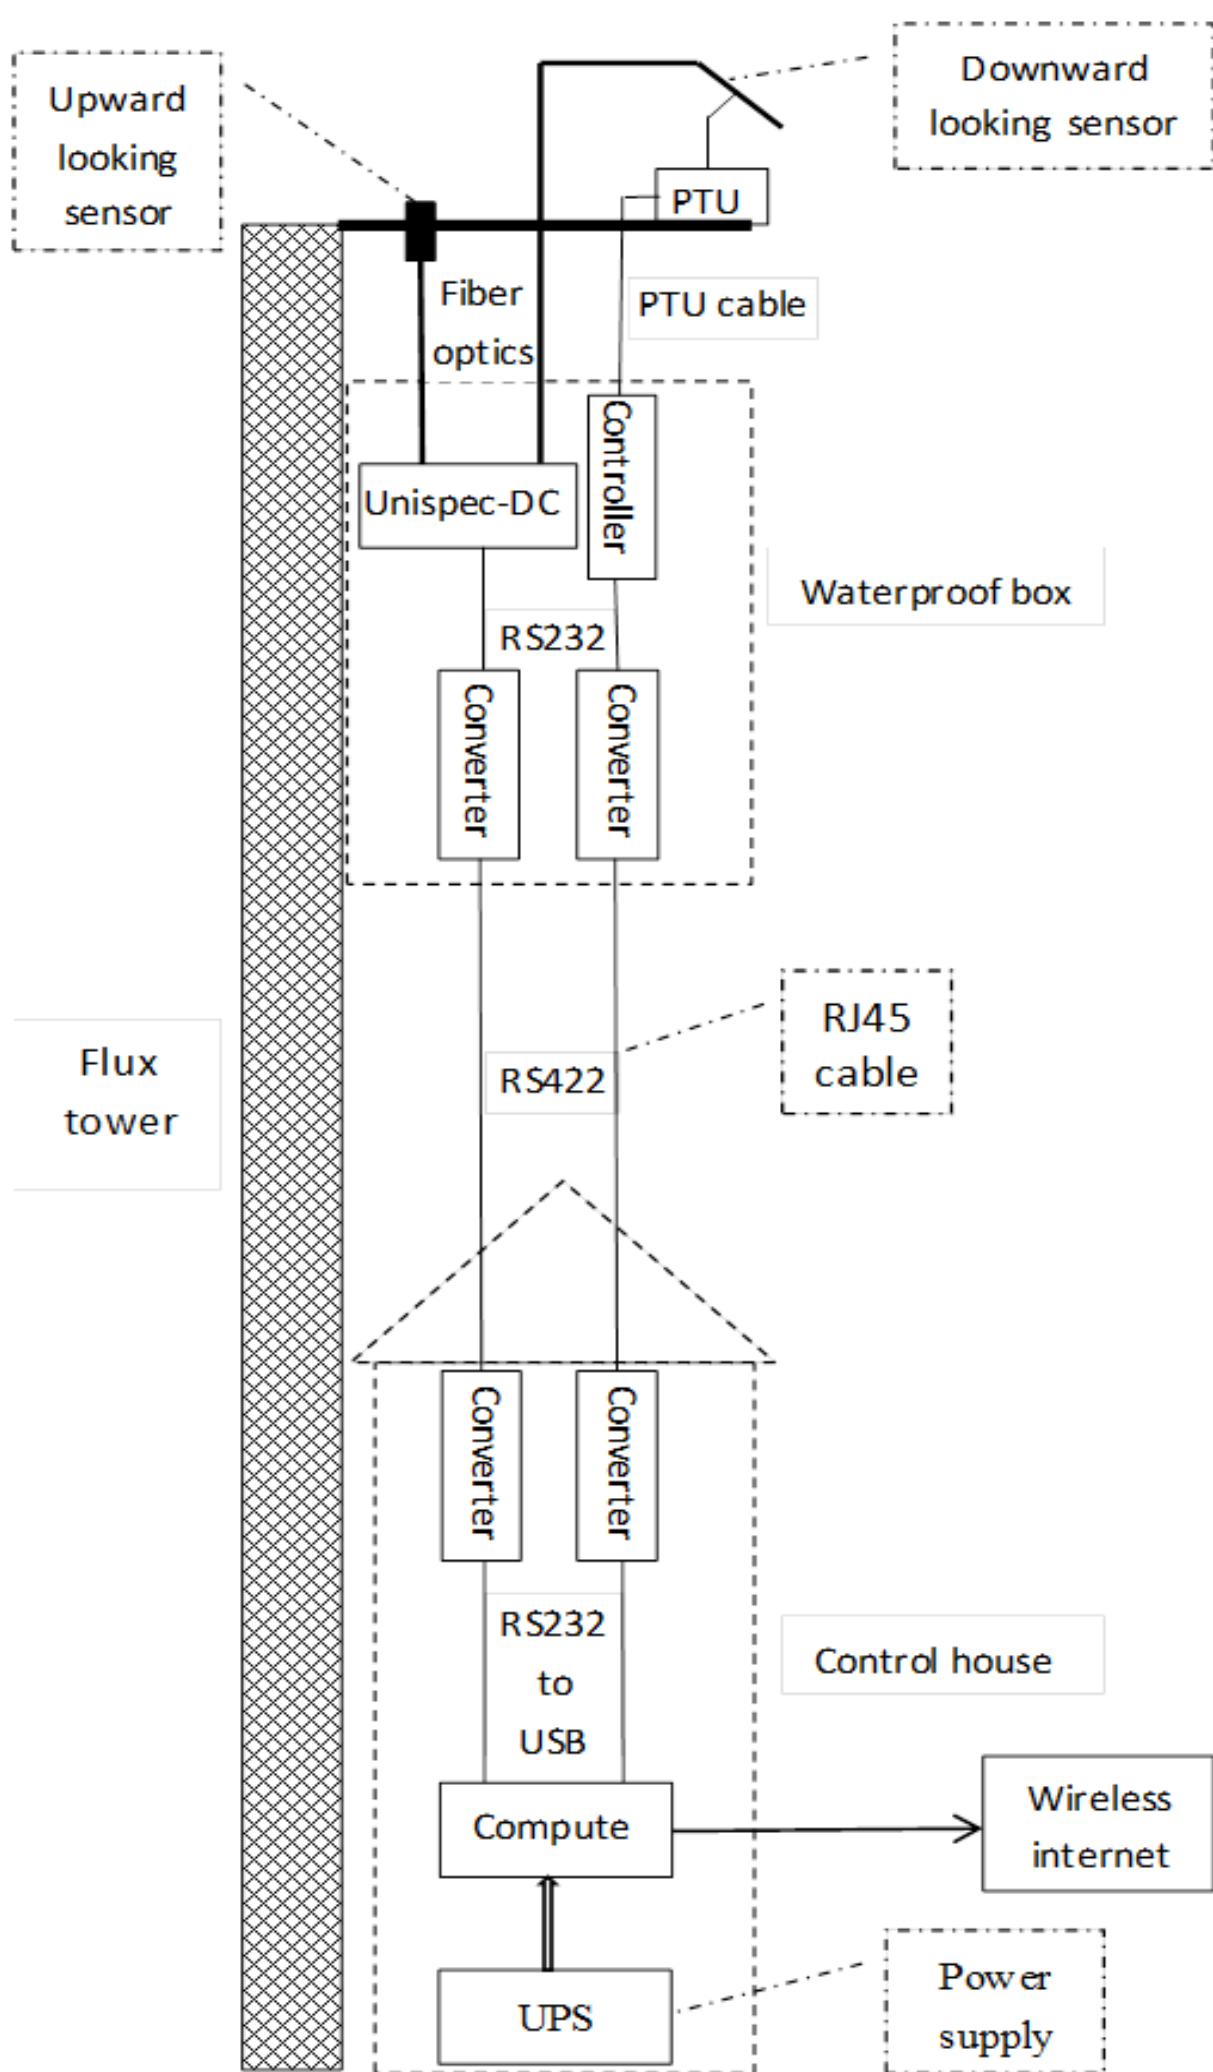 Upward
looking
sensor
Downward
looking sensor
PTU
Fiber
optics
PTU cable
Controller
Unispec-DC
Waterproof box
RS232
Converter
Converter
RJ45
cable
Flux
tower
RS422
Converter
Converter
RS232
to
USB
Control house
Compute
Wireless
internet
UPS
Power
supply